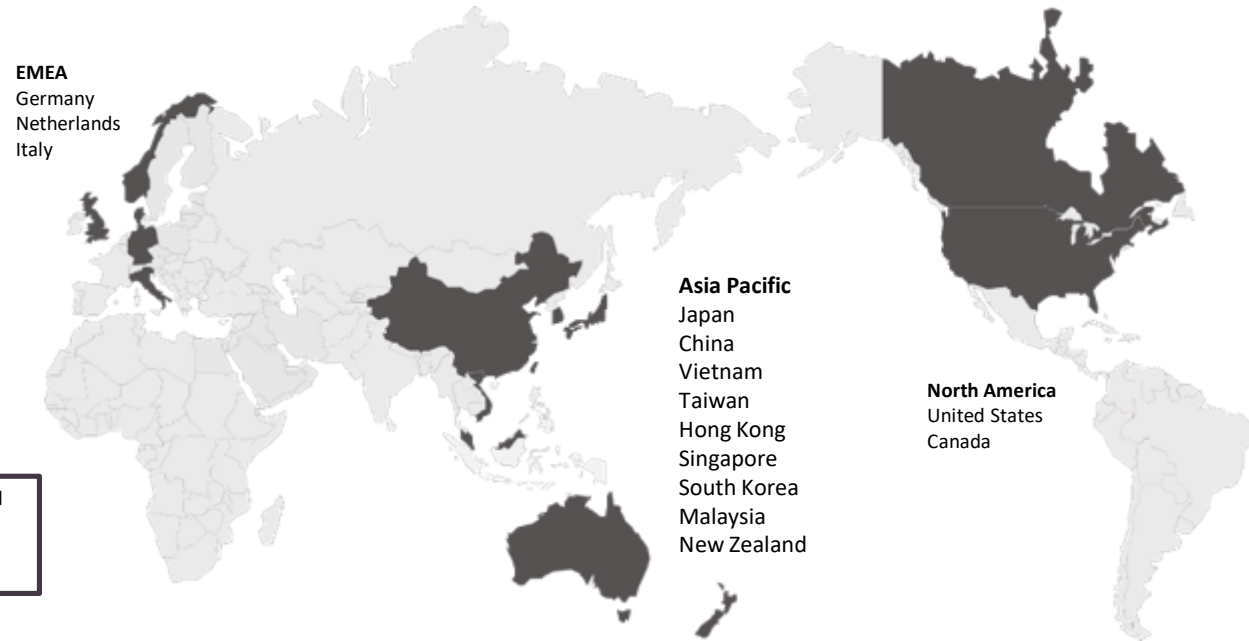 EMEA
Germany
Netherlands
Italy
Asia Pacific
Japan
China
Vietnam
Taiwan
Hong Kong
Singapore
South Korea
Malaysia
New Zealand
North America
United States
Canada